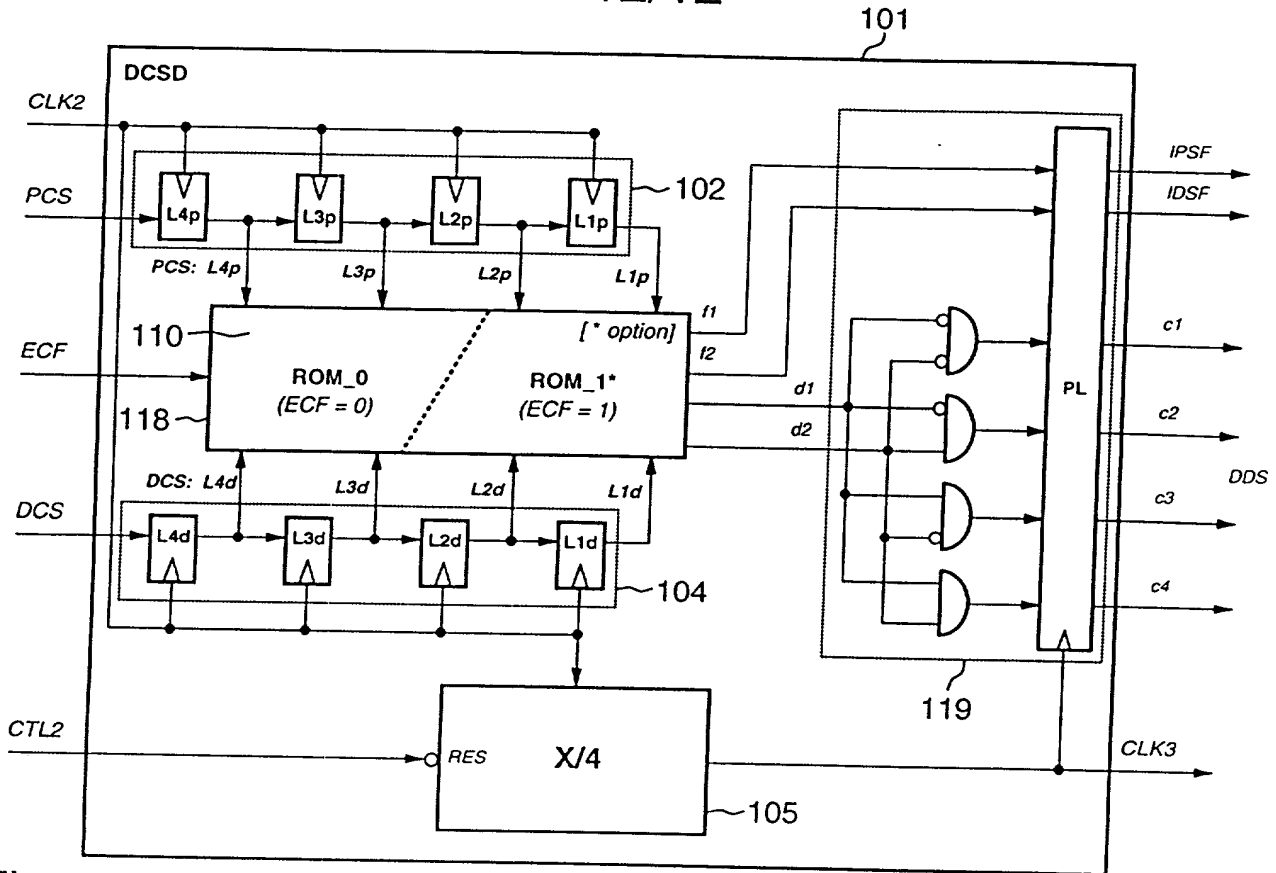 101
DCSD
CLK2
PCS
L4p L3p L2p L1p
102
PCS: L4p L3p L2p L1p
IPSF
IDSF
110
[ * option]
f1
f2
ECF
ROM_0
(ECF = 0)
ROM_1*
(ECF = 1)
118
d1
d2
PL
c1
c2
DDS
c3
c4
DCS: L4d L3d L2d L1d
DCS
L4d L3d L2d L1d
104
119
CTL2
RES
X/4
CLK3
105